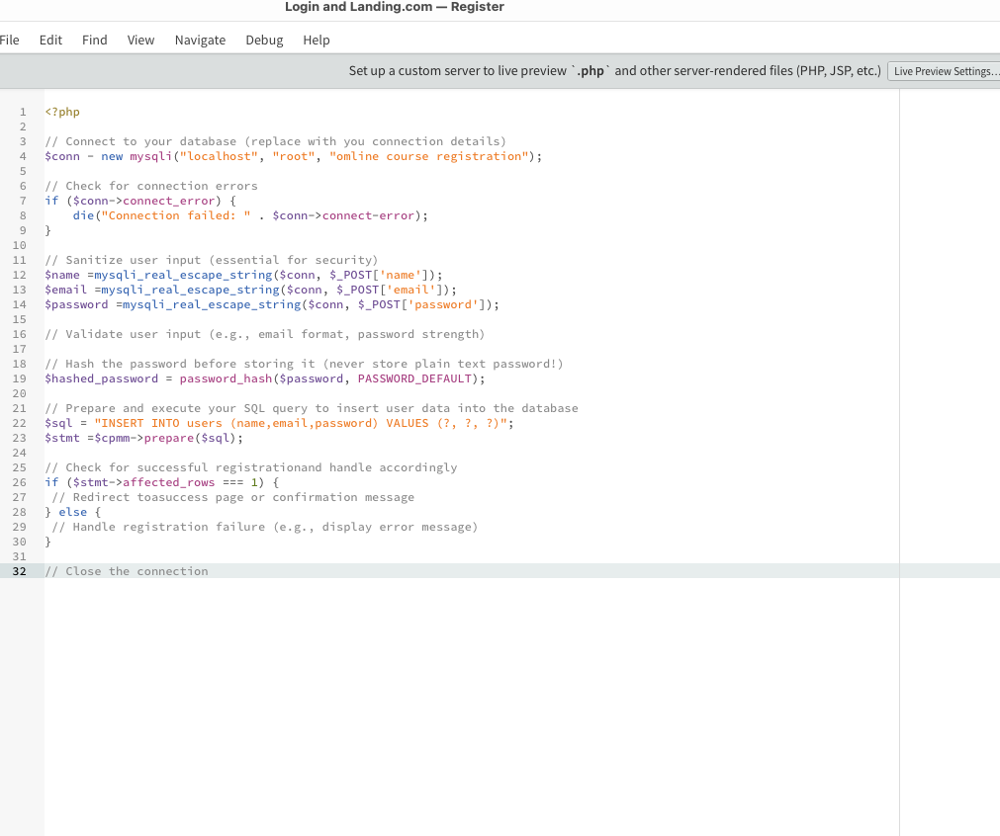 Login and Landing.com — Register
File Edit Find View Navigate Debug Help
Set up a custom server to live preview `.php` and other server-rendered files (PHP, JSP, etc.) Live Preview Settings...
1 <?php
2
3 // Connect to your database (replace with you connection details)
4 $conn - new mysqli("localhost", "root", "omline course registration");
5
6 // Check for connection errors
7 if ($conn->connect_error) {
8 die("Connection failed: " . $conn->connect-error);
9 }
10
11 // Sanitize user input (essential for security)
12 $name =mysqli_real_escape_string($conn, $_POST['name']);
13 $email =mysqli_real_escape_string($conn, $_POST['email']);
14 $password =mysqli_real_escape_string($conn, $_POST['password']);
15
16 // Validate user input (e.g., email format, password strength)
17
18 // Hash the password before storing it (never store plain text password!)
19 $hashed_password = password_hash($password, PASSWORD_DEFAULT);
20
21 // Prepare and execute your SQL query to insert user data into the database
22 $sql = "INSERT INTO users (name,email,password) VALUES (?, ?, ?)";
23 $stmt =$cpmm->prepare($sql);
24
25 // Check for successful registrationand handle accordingly
26 if ($stmt->affected_rows === 1) {
27 // Redirect toasuccess page or confirmation message
28 } else {
29 // Handle registration failure (e.g., display error message)
30 }
31
32 // Close the connection